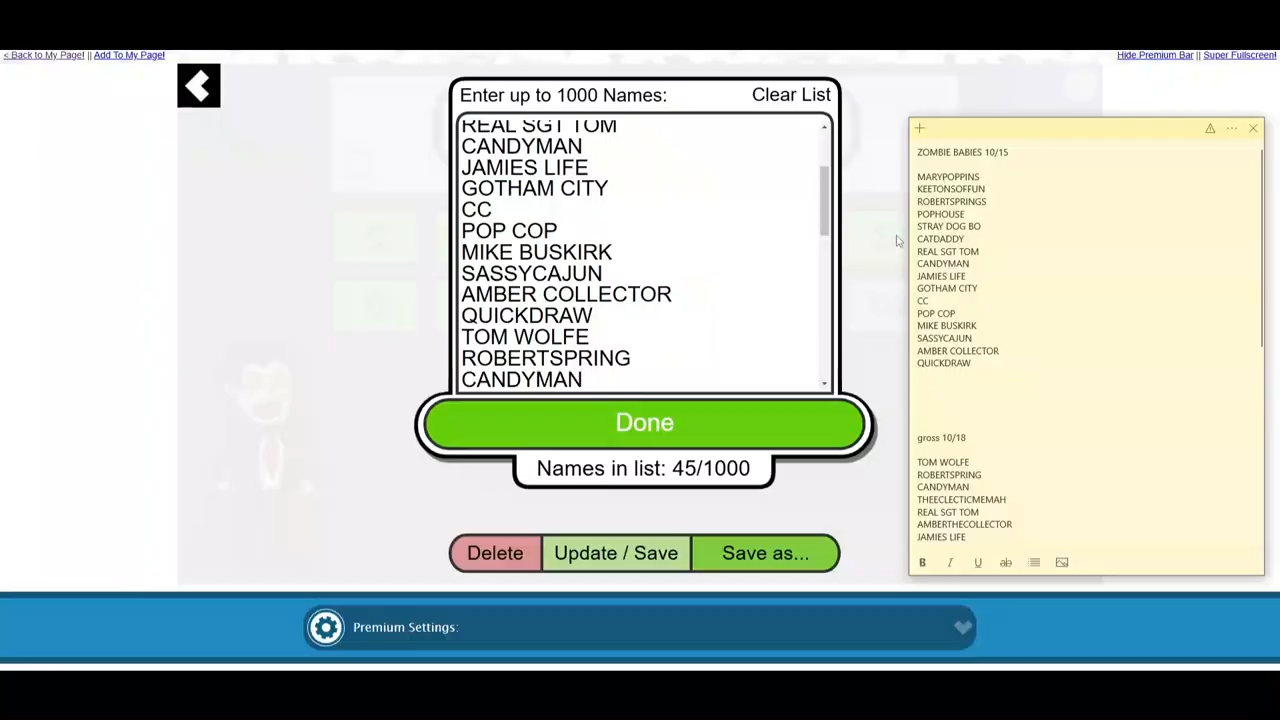 < Back to My Page! || Add To My Page!
Hide Premium Bar || Super Fullscreen!
Enter up to 1000 Names:
Clear List
REAL SGT TOM
CANDYMAN
JAMIES LIFE
GOTHAM CITY
CC
POP COP
MIKE BUSKIRK
SASSYCAJUN
AMBER COLLECTOR
QUICKDRAW
TOM WOLFE
ROBERTSPRING
CANDYMAN
Done
Names in list: 45/1000
Delete
Update / Save
Save as...
Premium Settings:
ZOMBIE BABIES 10/15
MARYPOPPINS
KEETONSOFFUN
ROBERTSPRINGS
POPHOUSE
STRAY DOG BO
CATDADDY
REAL SGT TOM
CANDYMAN
JAMIES LIFE
GOTHAM CITY
CC
POP COP
MIKE BUSKIRK
SASSYCAJUN
AMBER COLLECTOR
QUICKDRAW
gross 10/18
TOM WOLFE
ROBERTSPRING
CANDYMAN
THEECLECTICMEMAH
REAL SGT TOM
AMBERTHECOLLECTOR
JAMIES LIFE
B I U ab